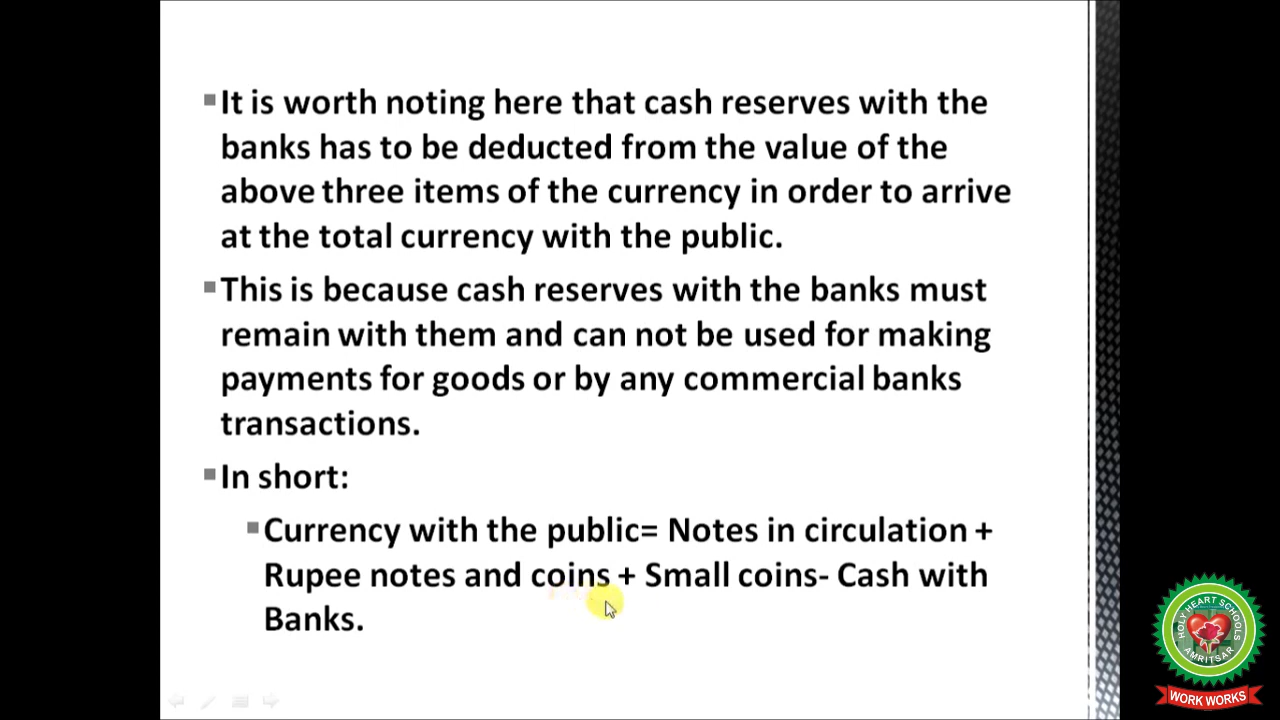 It is worth noting here that cash reserves with the
banks has to be deducted from the value of the
above three items of the currency in order to arrive
at the total currency with the public.
This is because cash reserves with the banks must
remain with them and can not be used for making
payments for goods or by any commercial banks
transactions.
In short:
Currency with the public= Notes in circulation +
Rupee notes and coins + Small coins- Cash with
Banks.
HOLY HEART SCHOOLS
AMRITSAR
WORK WORKS